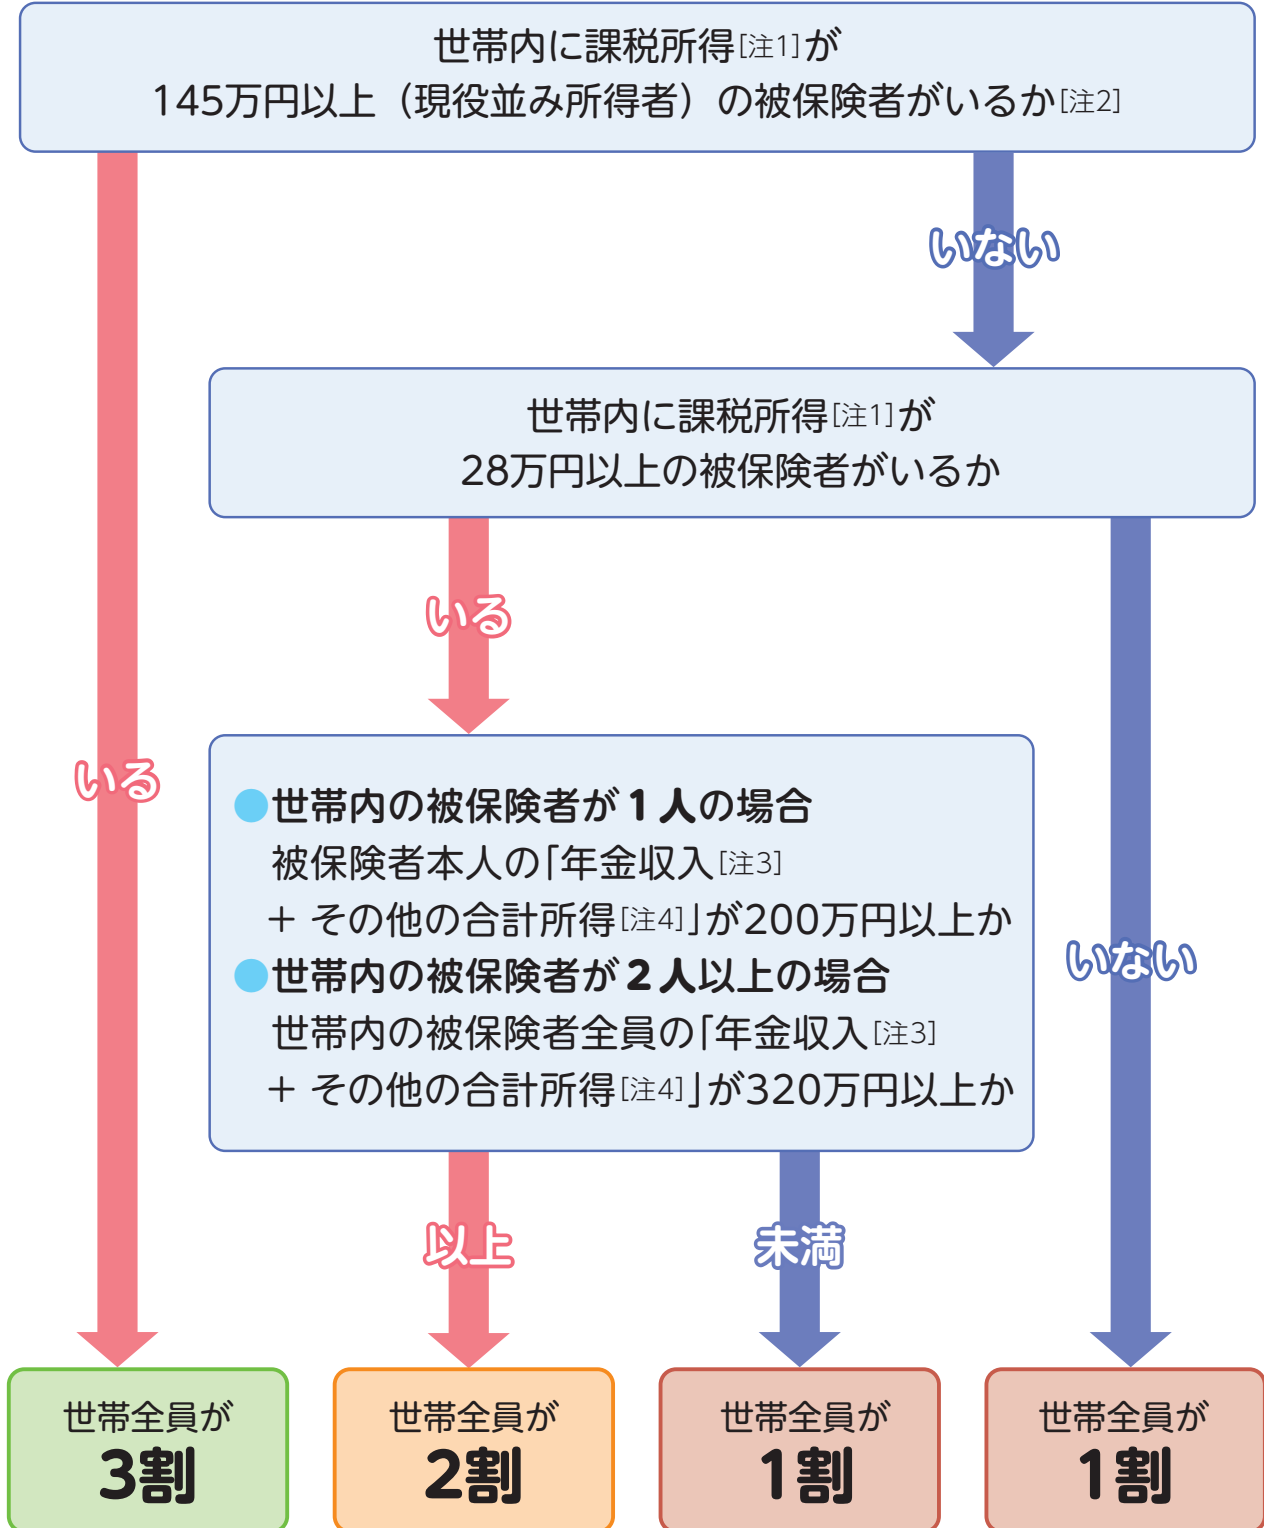 世帯内に課税所得[注1]が
145万円以上（現役並み所得者）の被保険者がいるか[注2]
いない
世帯内に課税所得[注1]が
28万円以上の被保険者がいるか
いる
いる
●世帯内の被保険者が1人の場合
被保険者本人の「年金収入[注3]
+ その他の合計所得[注4]」が200万円以上か
●世帯内の被保険者が2人以上の場合
世帯内の被保険者全員の「年金収入[注3]
+ その他の合計所得[注4]」が320万円以上か
いない
以上
未満
世帯全員が
3割
世帯全員が
2割
世帯全員が
1割
世帯全員が
1割